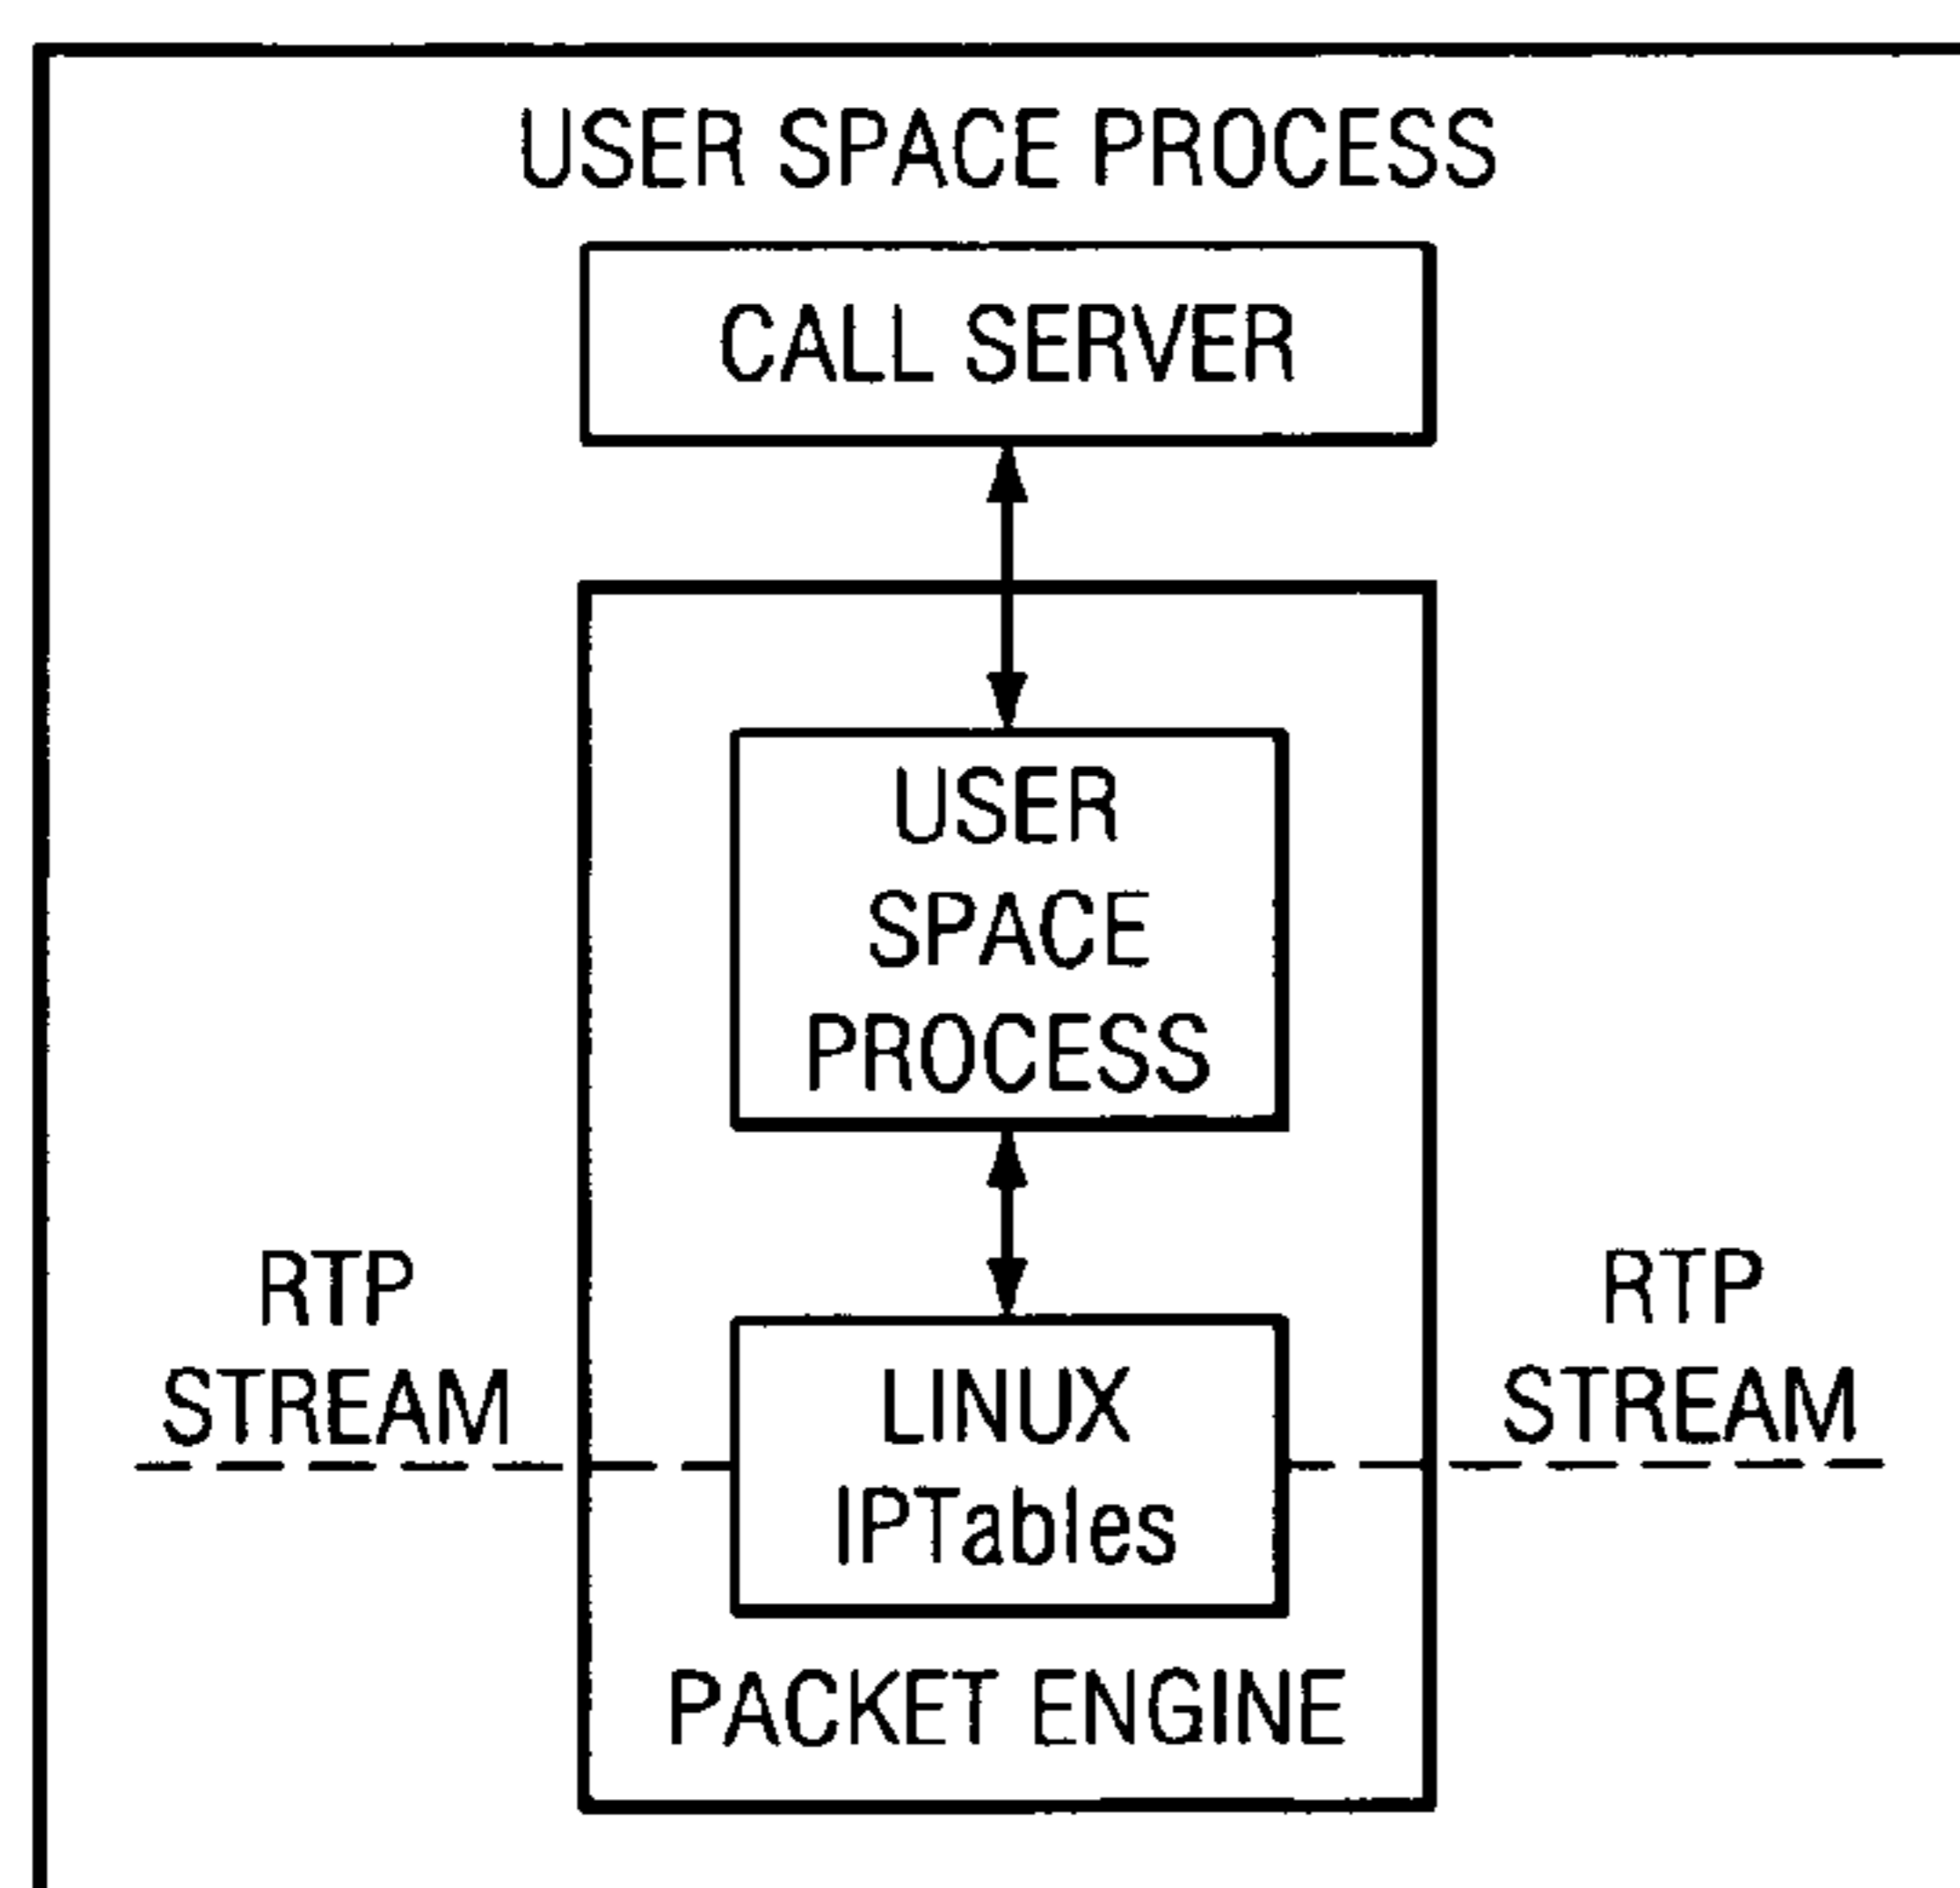 USER SPACE PROCESS
CALL SERVER
USER
SPACE
PROCESS
RTP
STREAM
LINUX
IPTables
RTP
STREAM
PACKET ENGINE